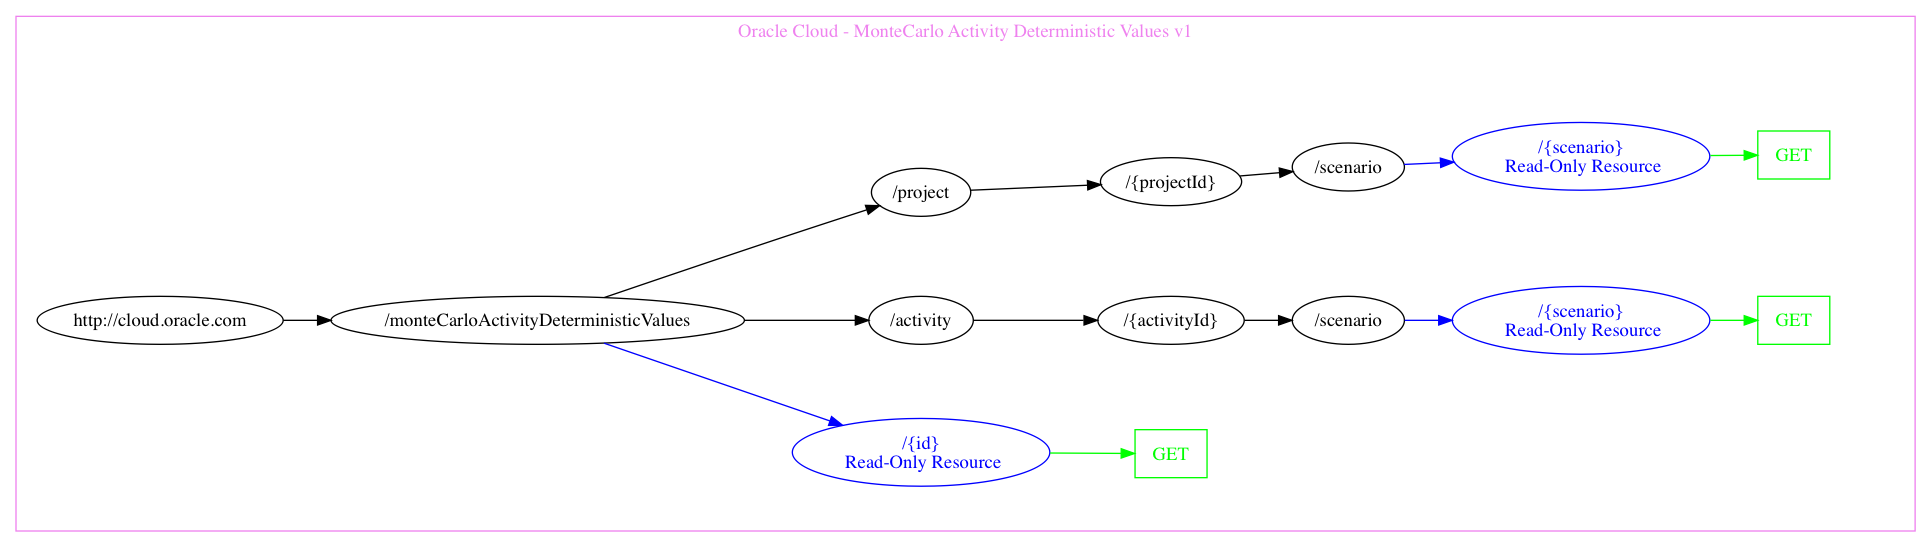 Oracle Cloud - MonteCarlo Activity Deterministic Values v1
/{scenario}
Read-Only Resource
GET
/scenario
/{projectId}
/project
http://cloud.oracle.com
/monteCarloActivityDeterministicValues
/activity
/{activityId}
/scenario
/{scenario}
Read-Only Resource
GET
/{id}
Read-Only Resource
GET